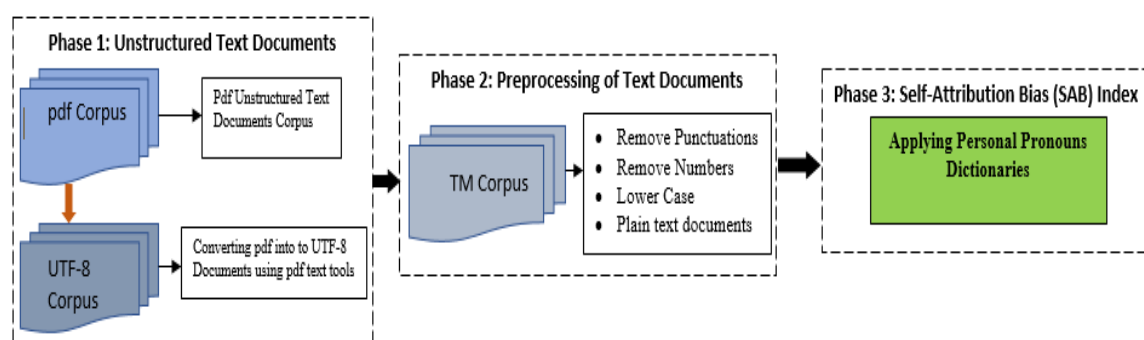 Phase 1: Unstructured Text Documents
pdf Corpus
Pdf Unstructured Text
Documents Corpus
UTF-8
Corpus
Converting pdf into to UTF-8
Documents using pdf text tools
Phase 2: Preprocessing of Text Documents
TM Corpus
• Remove Punctuations
• Remove Numbers
• Lower Case
• Plain text documents
Phase 3: Self-Attribution Bias (SAB) Index
Applying Personal Pronouns
Dictionaries